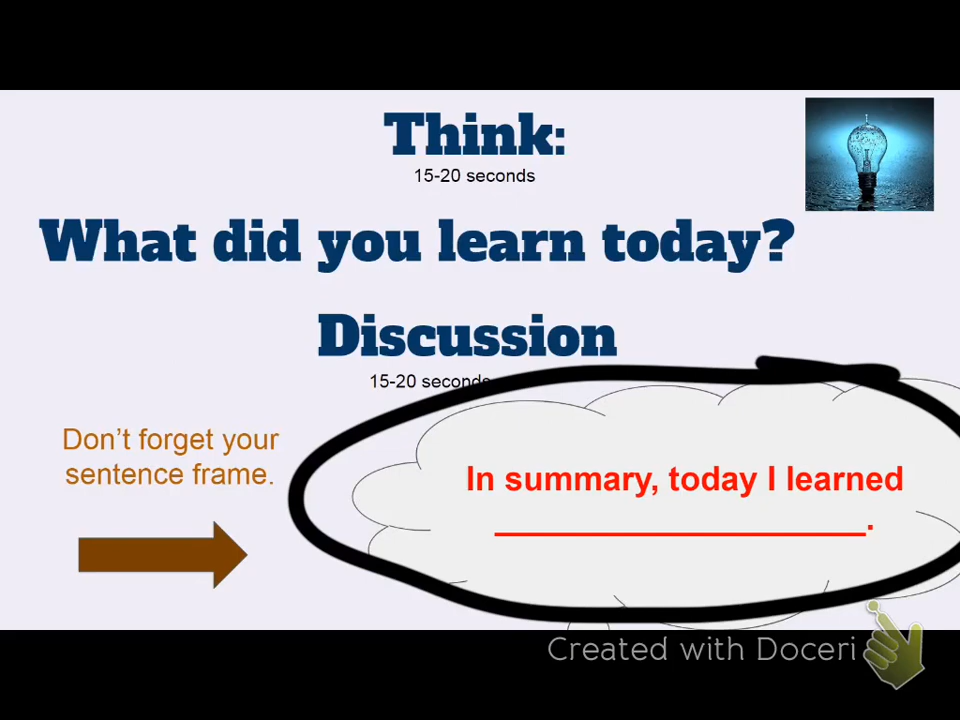 Think:
15-20 seconds
What did you learn today?
Discussion
15-20 seconds
Don’t forget your
sentence frame.
In summary, today I learned
____________________.
Created with Doceri